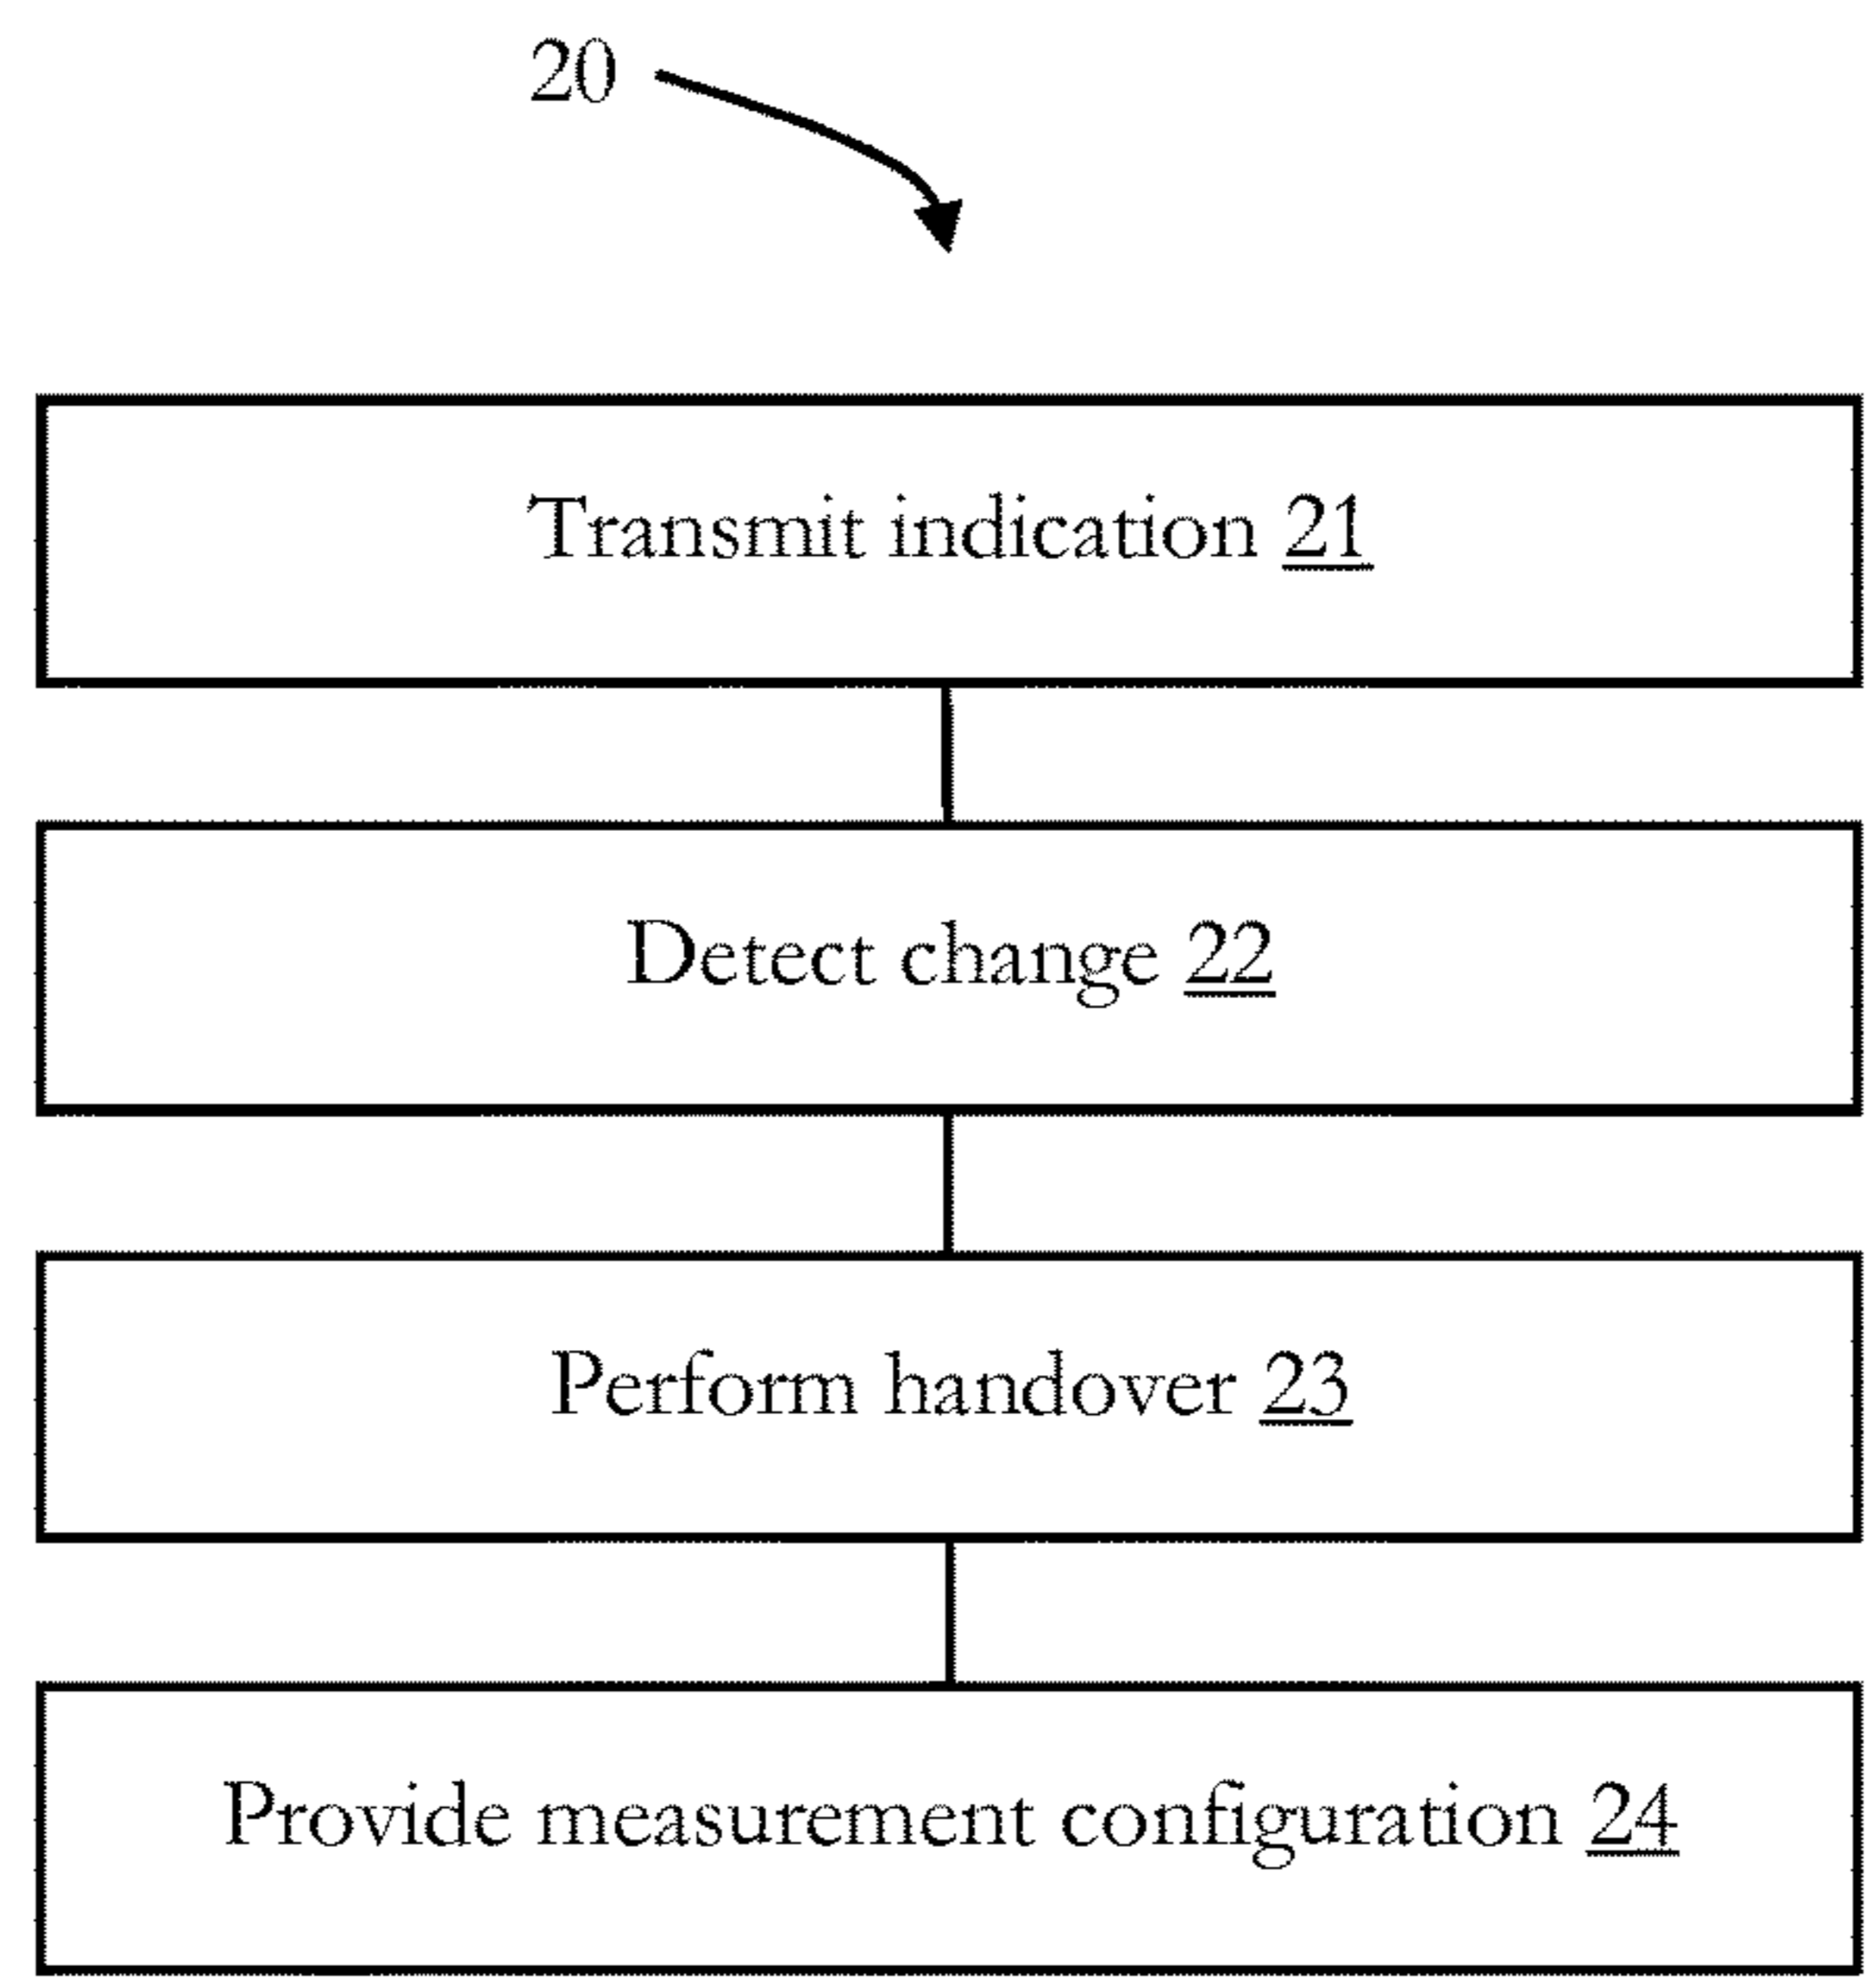 20
Transmit indication 21
Detect change 22
Perform handover 23
Provide measurement configuration 24